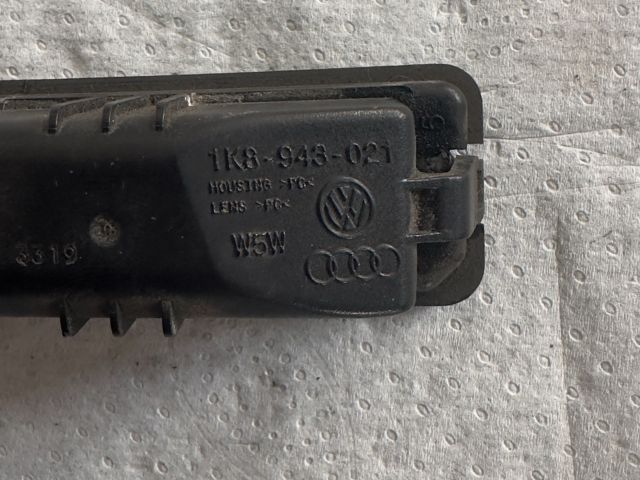 1K8-943-021
HOUSING >PC<
LENS >PC<
W5W
3319